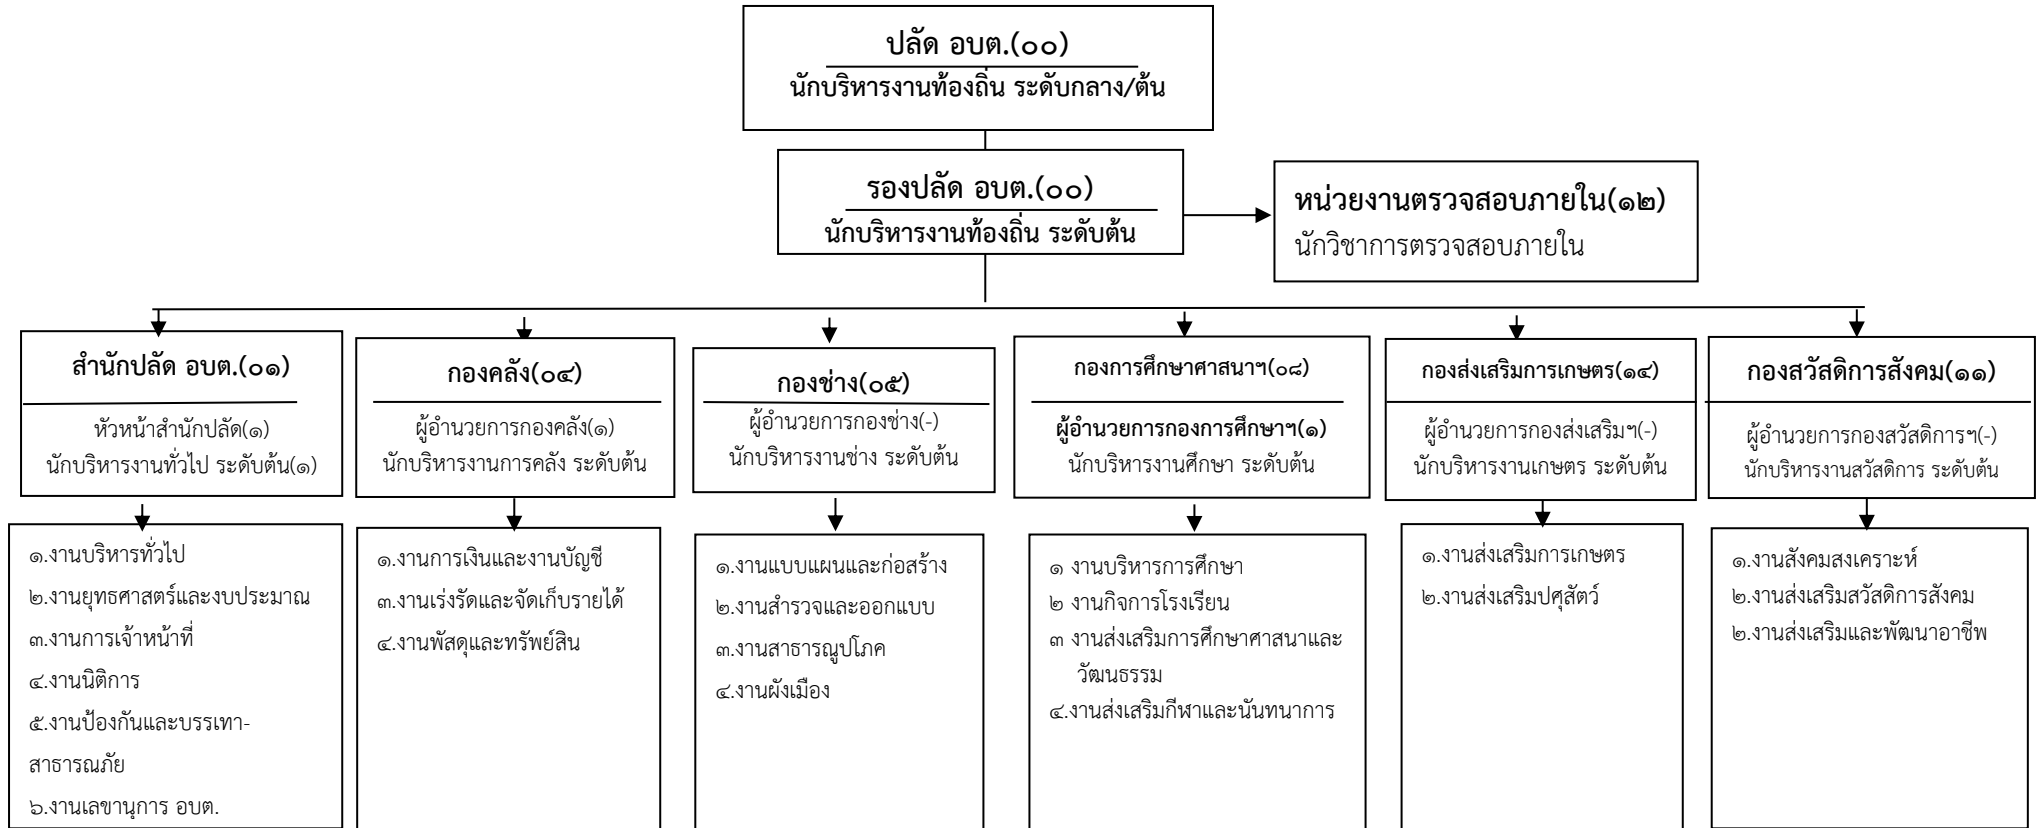 ปลัด อบต.(๐๐)
นักบริหารงานท้องถิ่น ระดับกลาง/ต้น
รองปลัด อบต.(๐๐)
นักบริหารงานท้องถิ่น ระดับต้น
หน่วยงานตรวจสอบภายใน(๑๒)
นักวิชาการตรวจสอบภายใน
สำนักปลัด อบต.(๐๑)
หัวหน้าสำนักปลัด(๑)
นักบริหารงานทั่วไป ระดับต้น(๑)
กองคลัง(๐๔)
ผู้อำนวยการกองคลัง(๑)
นักบริหารงานการคลัง ระดับต้น
กองช่าง(๐๕)
ผู้อำนวยการกองช่าง(-)
นักบริหารงานช่าง ระดับต้น
กองการศึกษาศาสนาฯ(๐๘)
ผู้อำนวยการกองการศึกษาฯ(๑)
นักบริหารงานศึกษา ระดับต้น
กองส่งเสริมการเกษตร(๑๔)
ผู้อำนวยการกองส่งเสริมฯ(-)
นักบริหารงานเกษตร ระดับต้น
กองสวัสดิการสังคม(๑๑)
ผู้อำนวยการกองสวัสดิการฯ(-)
นักบริหารงานสวัสดิการ ระดับต้น
๑.งานบริหารทั่วไป
๒.งานยุทธศาสตร์และงบประมาณ
๓.งานการเจ้าหน้าที่
๔.งานนิติการ
๕.งานป้องกันและบรรเทา-
สาธารณภัย
๖.งานเลขานุการ อบต.
๑.งานการเงินและงานบัญชี
๓.งานเร่งรัดและจัดเก็บรายได้
๔.งานพัสดุและทรัพย์สิน
๑.งานแบบแผนและก่อสร้าง
๒.งานสำรวจและออกแบบ
๓.งานสาธารณูปโภค
๔.งานผังเมือง
๑ งานบริหารการศึกษา
๒ งานกิจการโรงเรียน
๓ งานส่งเสริมการศึกษาศาสนาและ
วัฒนธรรม
๔.งานส่งเสริมกีฬาและนันทนาการ
๑.งานส่งเสริมการเกษตร
๒.งานส่งเสริมปศุสัตว์
๑.งานสังคมสงเคราะห์
๒.งานส่งเสริมสวัสดิการสังคม
๒.งานส่งเสริมและพัฒนาอาชีพ